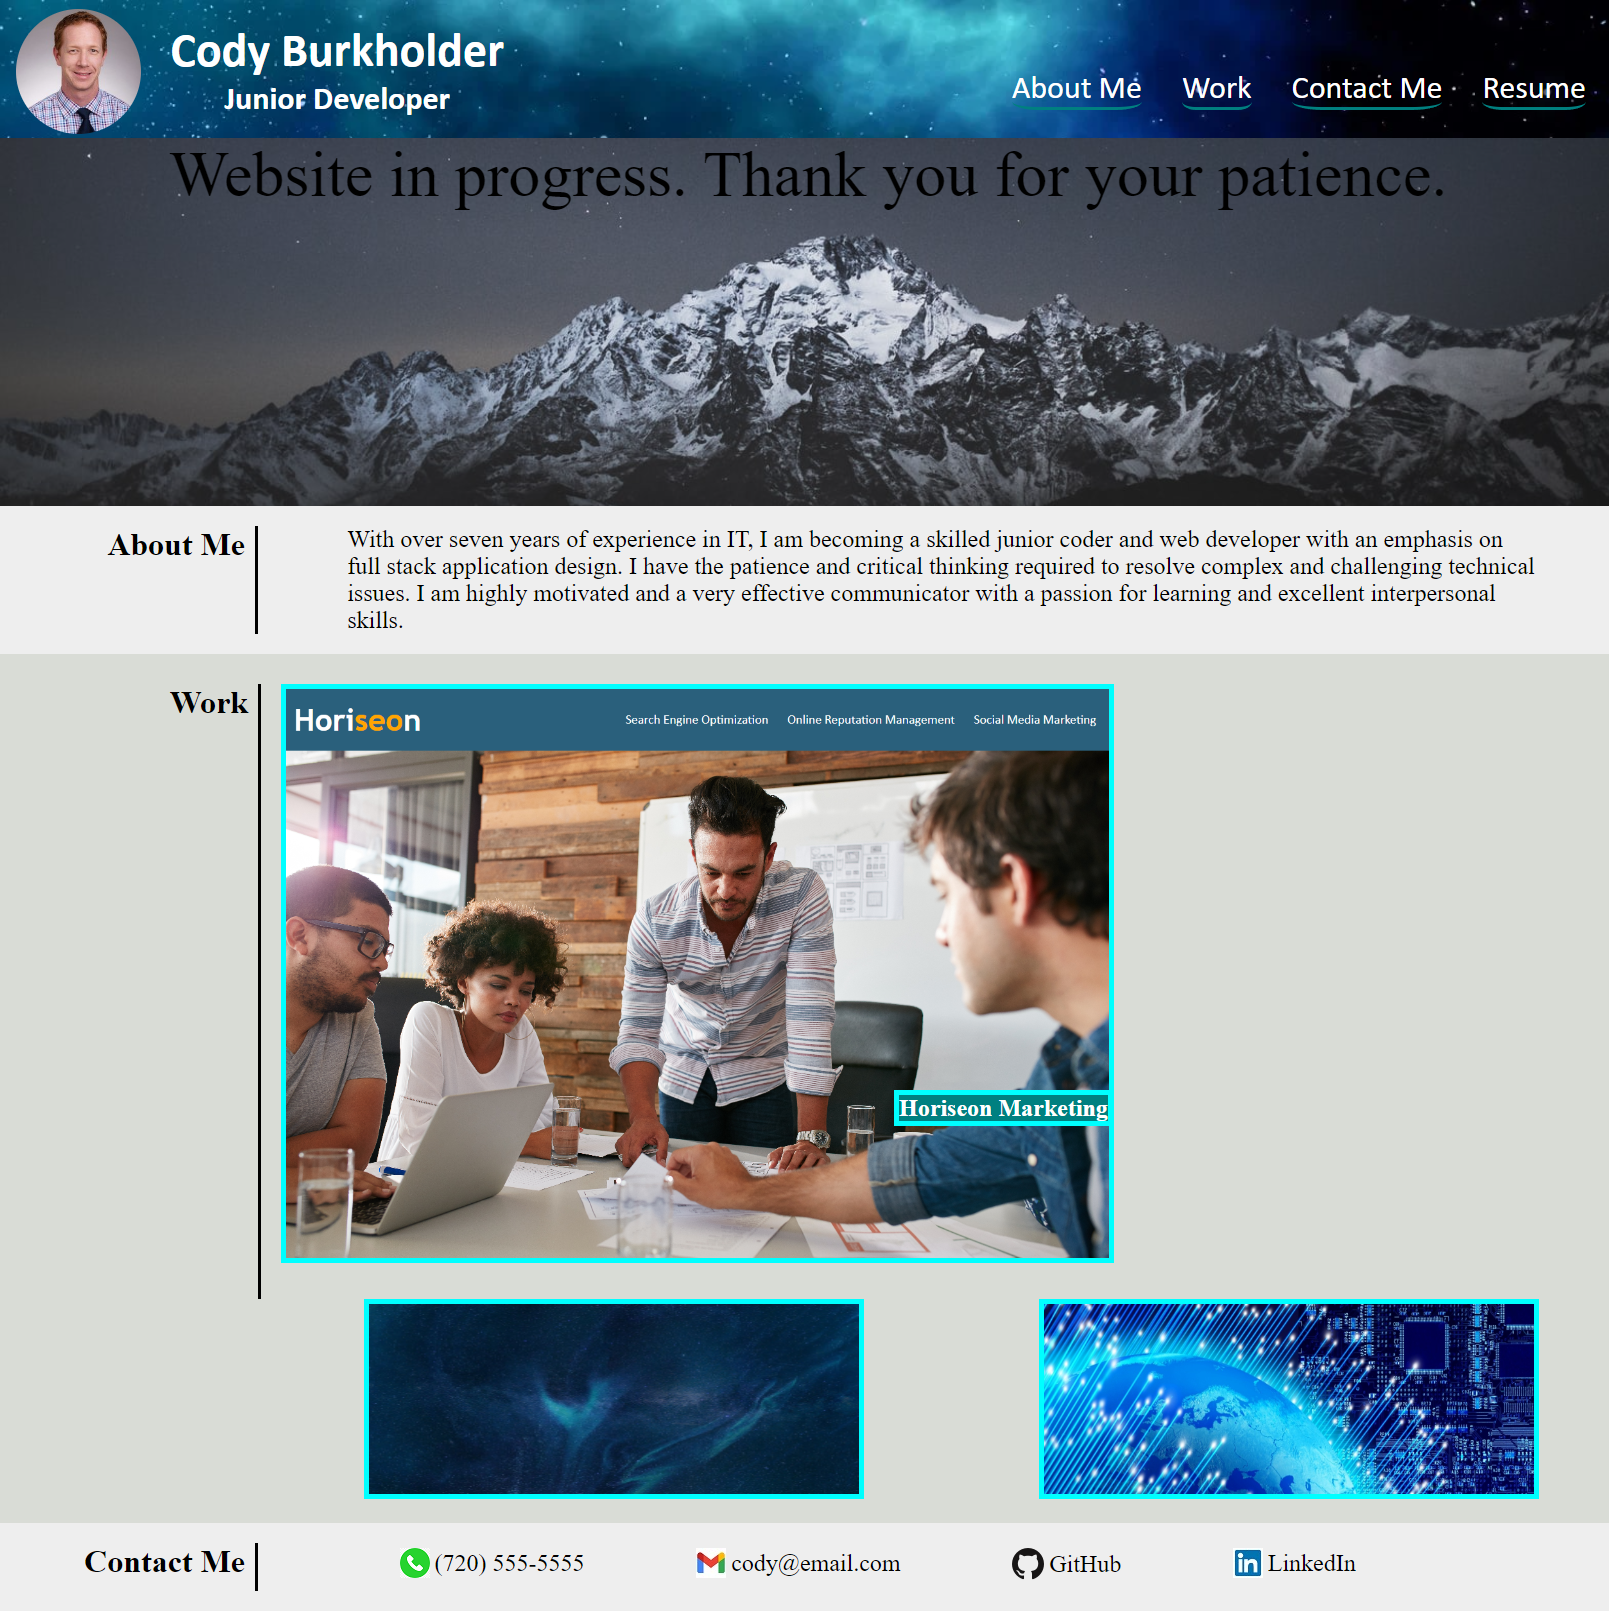 Cody Burkholder
Junior Developer
About Me
Work
Contact Me
Resume
Website in progress. Thank you for your patience.
About Me
With over seven years of experience in IT, I am becoming a skilled junior coder and web developer with an emphasis on
full stack application design. I have the patience and critical thinking required to resolve complex and challenging technical
issues. I am highly motivated and a very effective communicator with a passion for learning and excellent interpersonal
skills.
Work
Horiseon
Search Engine Optimization
Online Reputation Management
Social Media Marketing
Horiseon Marketing
Contact Me
(720) 555-5555
cody@email.com
GitHub
LinkedIn